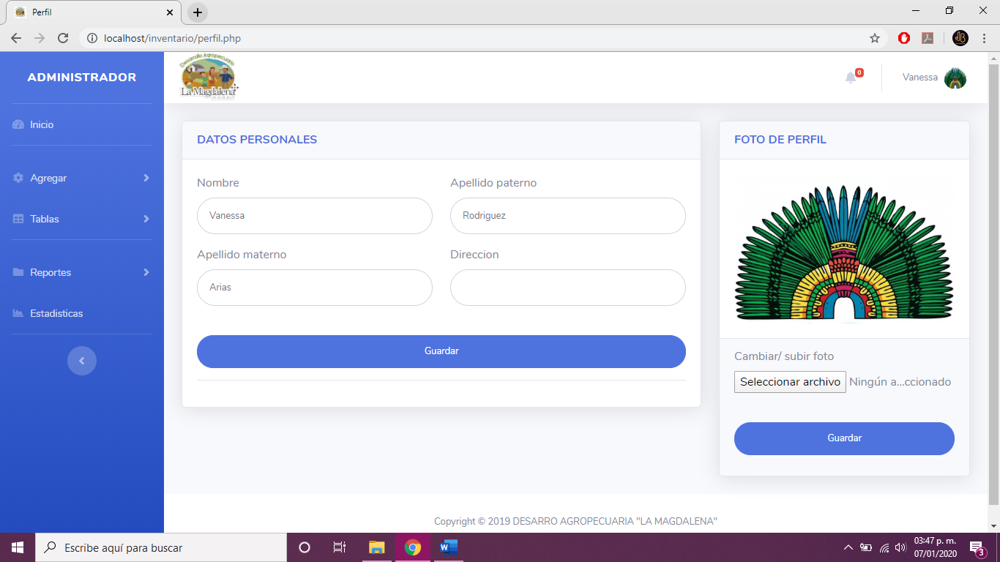 Perfil
localhost/inventario/perfil.php
ADMINISTRADOR
Inicio
Agregar
Tablas
Reportes
Estadisticas
Desarrollo Agropecuario
La Magdalena
0
Vanessa
DATOS PERSONALES
Nombre
Apellido paterno
Vanessa
Rodriguez
Apellido materno
Direccion
Arias
Guardar
FOTO DE PERFIL
Cambiar/ subir foto
Seleccionar archivo Ningún a...ccionado
Guardar
Copyright © 2019 DESARRO AGROPECUARIA "LA MAGDALENA"
Escribe aquí para buscar
03:47 p. m.
07/01/2020
3